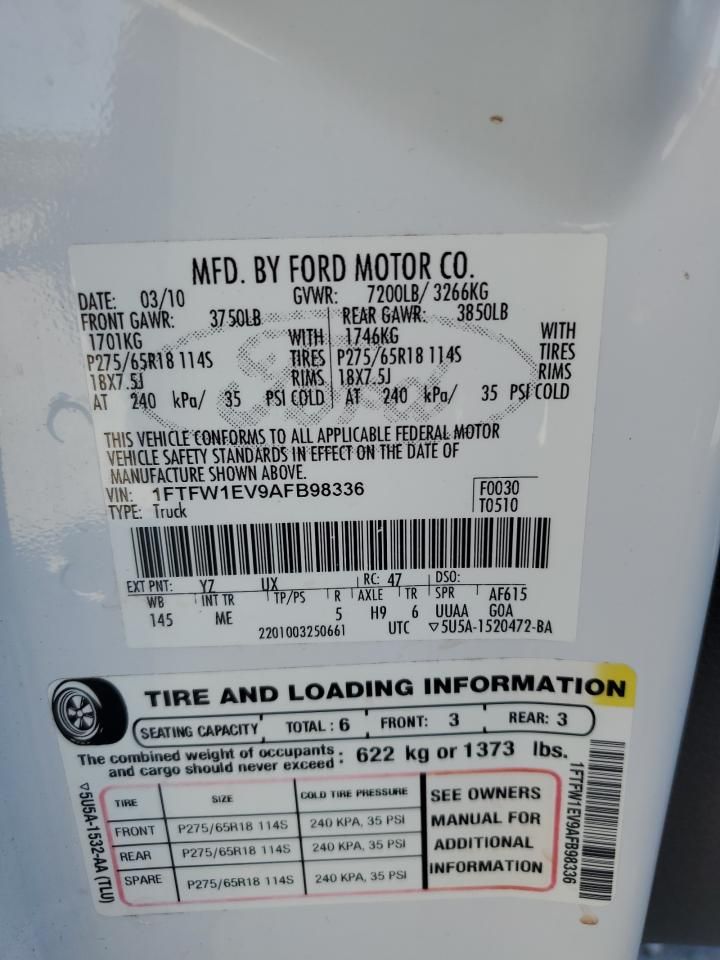 MFD. BY FORD MOTOR CO.
DATE: 03/10 GVWR: 7200LB/ 3266KG
FRONT GAWR: 3750LB REAR GAWR: 3850LB
1701KG WITH 1746KG WITH
P275/65R18 114S TIRES P275/65R18 114S TIRES
18X7.5J RIMS 18X7.5J RIMS
AT 240 kPa/ 35 PSI COLD AT 240 kPa/ 35 PSI COLD
Ford
THIS VEHICLE CONFORMS TO ALL APPLICABLE FEDERAL MOTOR
VEHICLE SAFETY STANDARDS IN EFFECT ON THE DATE OF
MANUFACTURE SHOWN ABOVE.
VIN: 1FTFW1EV9AFB98336 F0030
TYPE: Truck T0510
EXT PNT: YZ UX RC: 47 DSO:
WB INT TR TP/PS R AXLE TR SPR AF615
145 ME 5 H9 6 UUAA GOA
2201003250661 UTC ▽5U5A-1520472-BA
TIRE AND LOADING INFORMATION
SEATING CAPACITY TOTAL: 6 FRONT: 3 REAR: 3
The combined weight of occupants
and cargo should never exceed : 622 kg or 1373 lbs.
TIRE SIZE COLD TIRE PRESSURE
FRONT P275/65R18 114S 240 KPA, 35 PSI
REAR P275/65R18 114S 240 KPA, 35 PSI
SPARE P275/65R18 114S 240 KPA, 35 PSI
SEE OWNERS
MANUAL FOR
ADDITIONAL
INFORMATION
▽5U5A-1532-AA (TLU)
1FTFW1EV9AFB98336